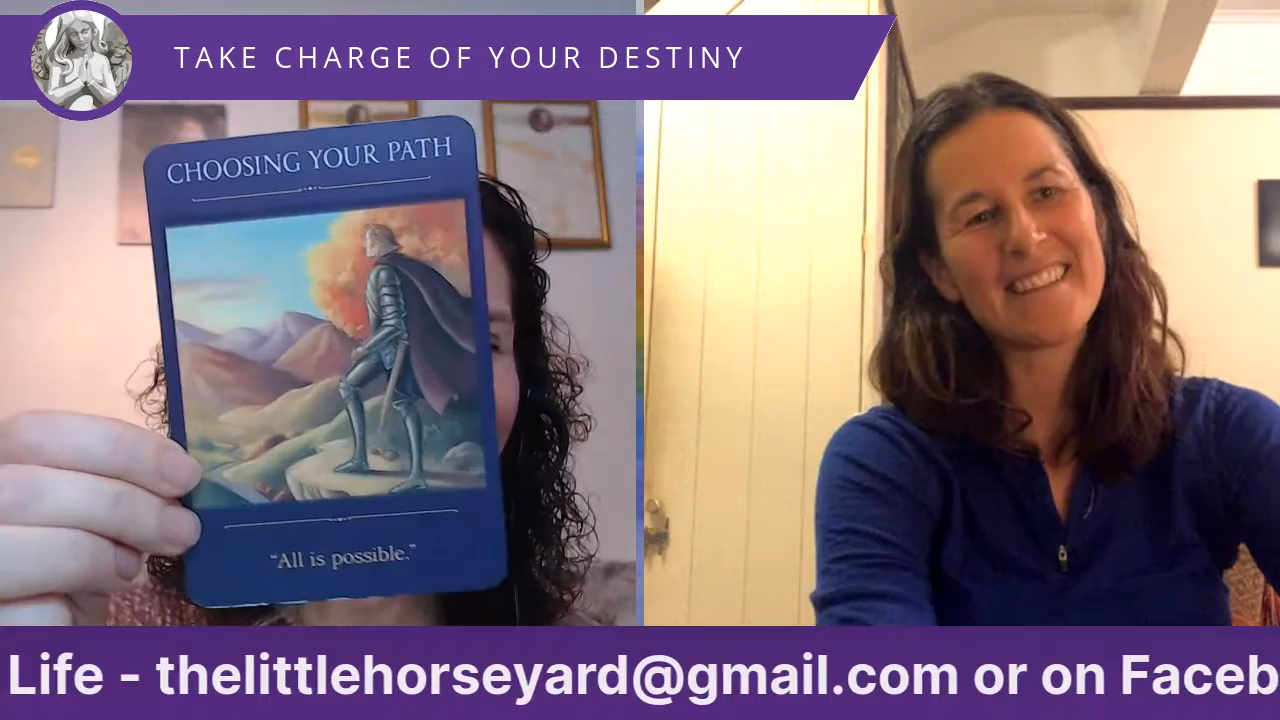 TAKE CHARGE OF YOUR DESTINY
CHOOSING YOUR PATH
“All is possible.”
Life - thelittlehorseyard@gmail.com or on Faceb